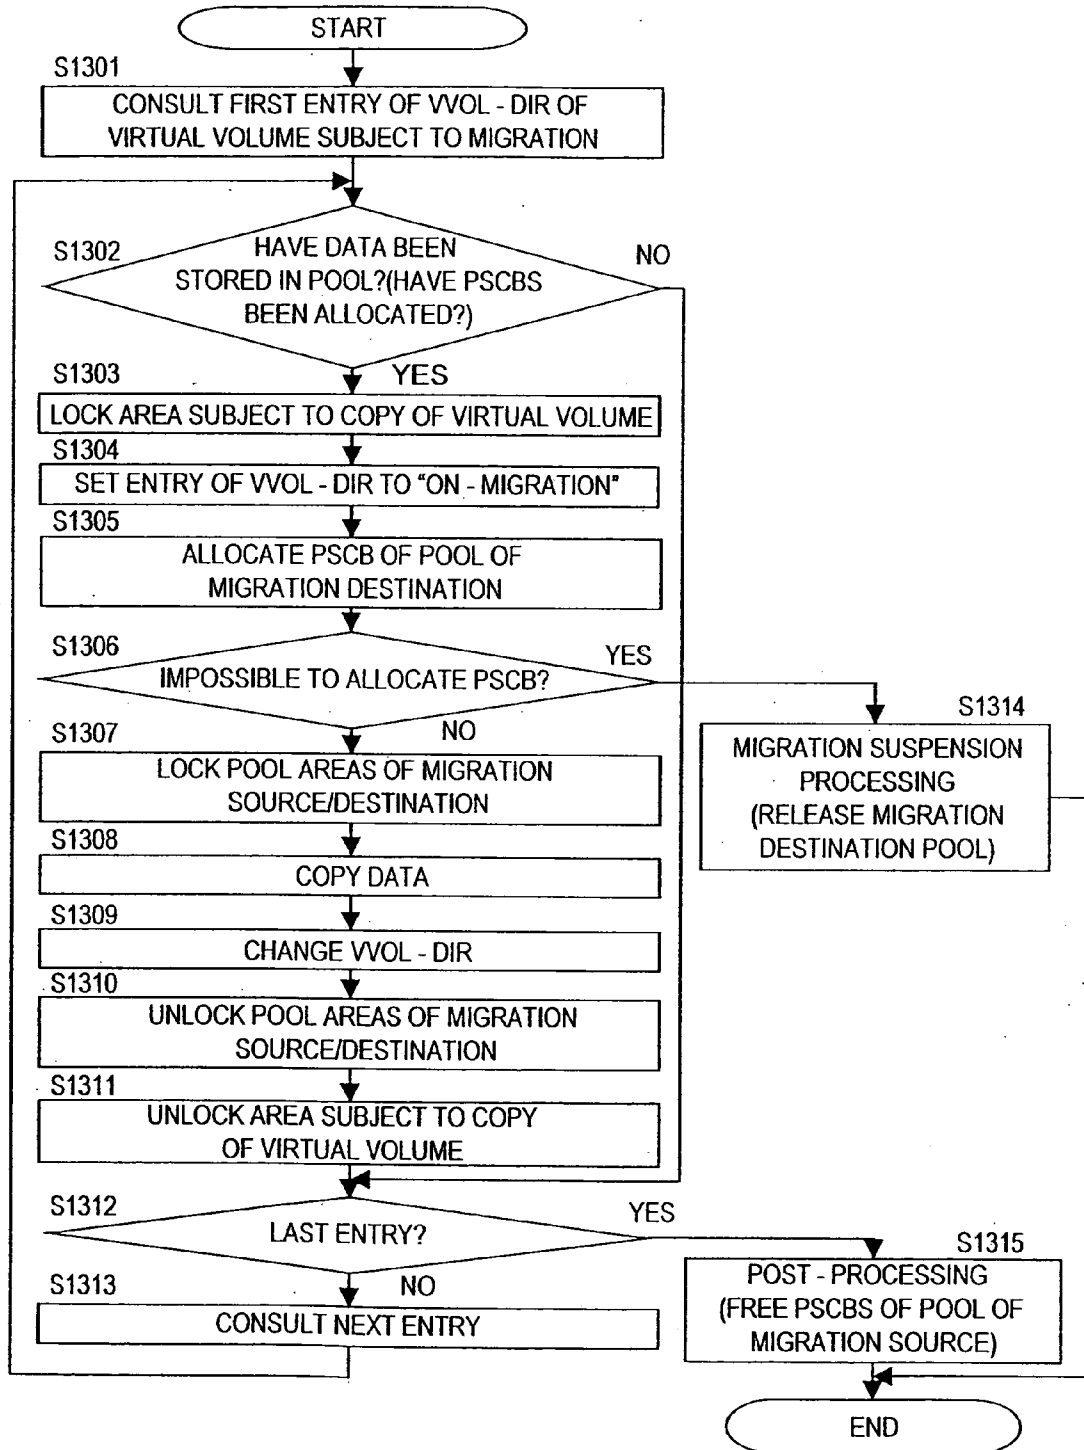 START
S1301
CONSULT FIRST ENTRY OF VVOL - DIR OF
VIRTUAL VOLUME SUBJECT TO MIGRATION
S1302
HAVE DATA BEEN
STORED IN POOL?(HAVE PSCBS
BEEN ALLOCATED?)
NO
YES
S1303
LOCK AREA SUBJECT TO COPY OF VIRTUAL VOLUME
S1304
SET ENTRY OF VVOL - DIR TO "ON - MIGRATION"
S1305
ALLOCATE PSCB OF POOL OF
MIGRATION DESTINATION
S1306
IMPOSSIBLE TO ALLOCATE PSCB?
YES
NO
S1307
LOCK POOL AREAS OF MIGRATION
SOURCE/DESTINATION
S1314
MIGRATION SUSPENSION
PROCESSING
(RELEASE MIGRATION
DESTINATION POOL)
S1308
COPY DATA
S1309
CHANGE VVOL - DIR
S1310
UNLOCK POOL AREAS OF MIGRATION
SOURCE/DESTINATION
S1311
UNLOCK AREA SUBJECT TO COPY
OF VIRTUAL VOLUME
S1312
LAST ENTRY?
YES
NO
S1313
CONSULT NEXT ENTRY
S1315
POST - PROCESSING
(FREE PSCBS OF POOL OF
MIGRATION SOURCE)
END